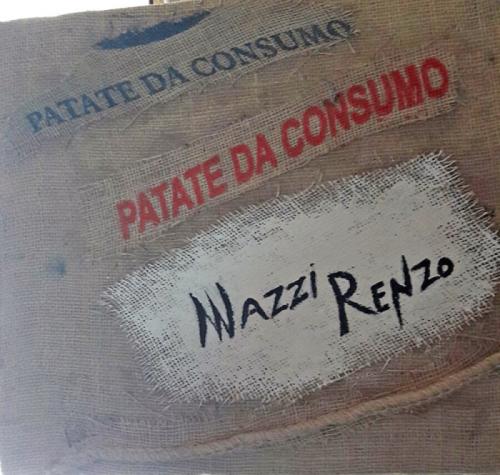 PATATE DA CONSUMO
PATATE DA CONSUMO
MAZZi RENZO